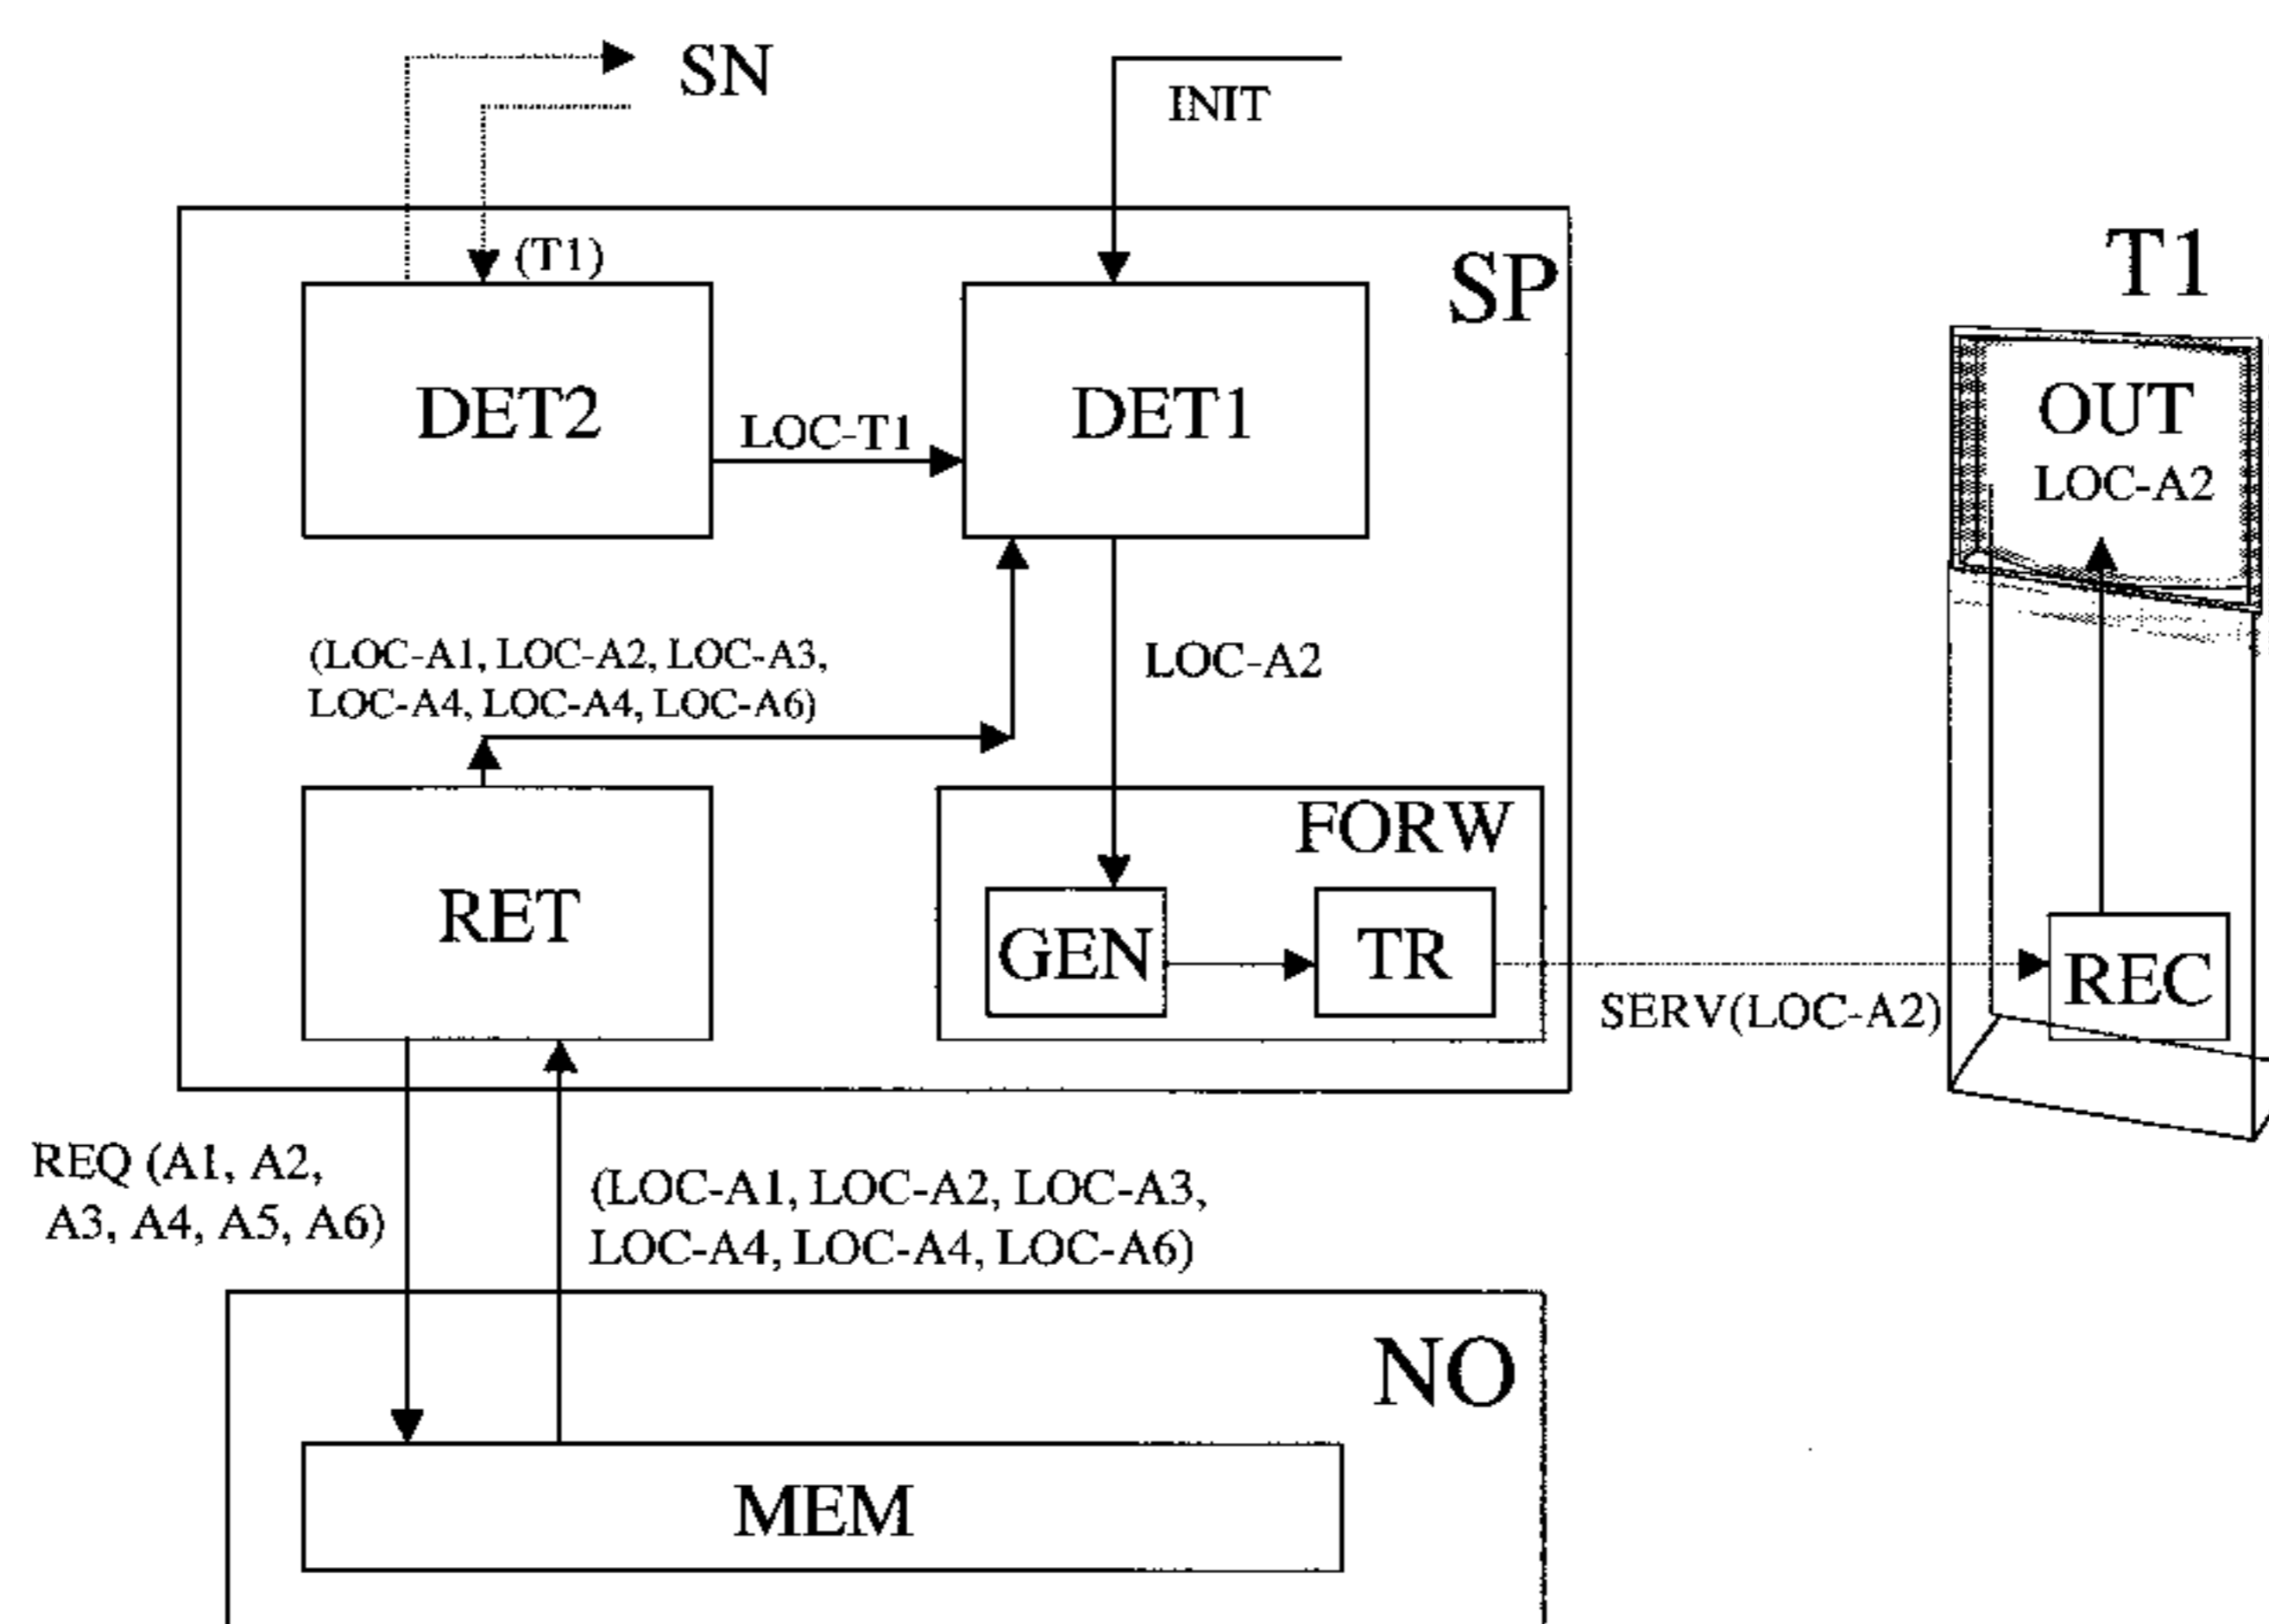 SN
INIT
(T1)
SP
T1
DET2
LOC-T1
DET1
OUT
LOC-A2
(LOC-A1, LOC-A2, LOC-A3,
LOC-A4, LOC-A4, LOC-A6)
LOC-A2
FORW
RET
GEN
TR
REC
SERV(LOC-A2)
REQ (A1, A2,
A3, A4, A5, A6)
(LOC-A1, LOC-A2, LOC-A3,
LOC-A4, LOC-A4, LOC-A6)
NO
MEM